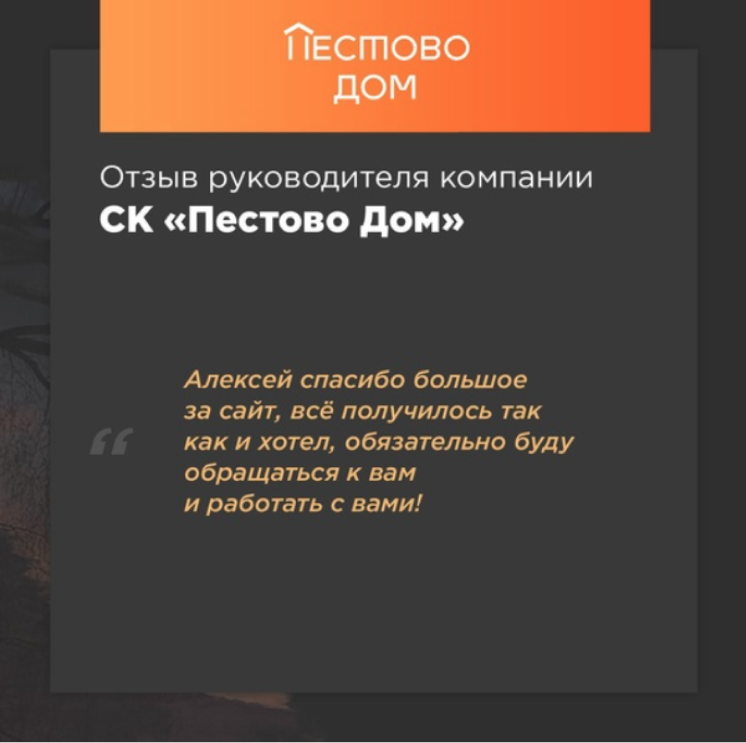 ПЕСТОВО
ДОМ
Отзыв руководителя компании
СК «Пестово Дом»
“
Алексей спасибо большое
за сайт, всё получилось так
как и хотел, обязательно буду
обращаться к вам
и работать с вами!